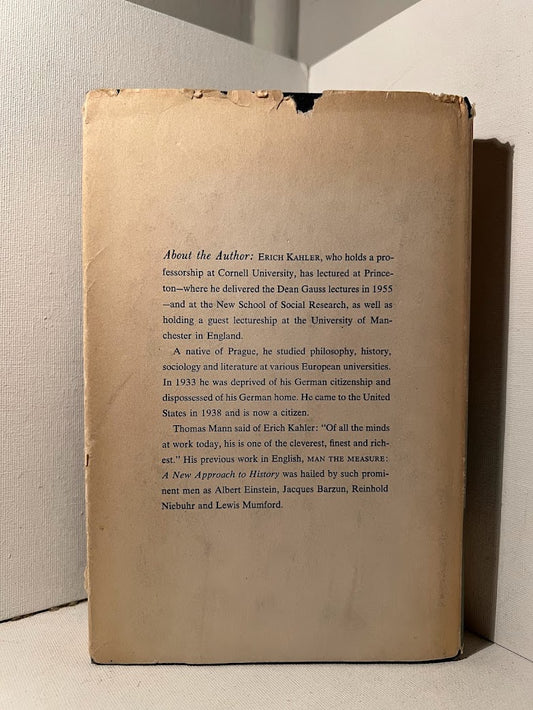 About the Author: ERICH KAHLER, who holds a pro-
fessorship at Cornell University, has lectured at Prince-
ton—where he delivered the Dean Gauss lectures in 1955
—and at the New School of Social Research, as well as
holding a guest lectureship at the University of Man-
chester in England.
A native of Prague, he studied philosophy, history,
sociology and literature at various European universities.
In 1933 he was deprived of his German citizenship and
dispossessed of his German home. He came to the United
States in 1938 and is now a citizen.
Thomas Mann said of Erich Kahler: "Of all the minds
at work today, his is one of the cleverest, finest and rich-
est." His previous work in English, MAN THE MEASURE:
A New Approach to History was hailed by such promi-
nent men as Albert Einstein, Jacques Barzun, Reinhold
Niebuhr and Lewis Mumford.